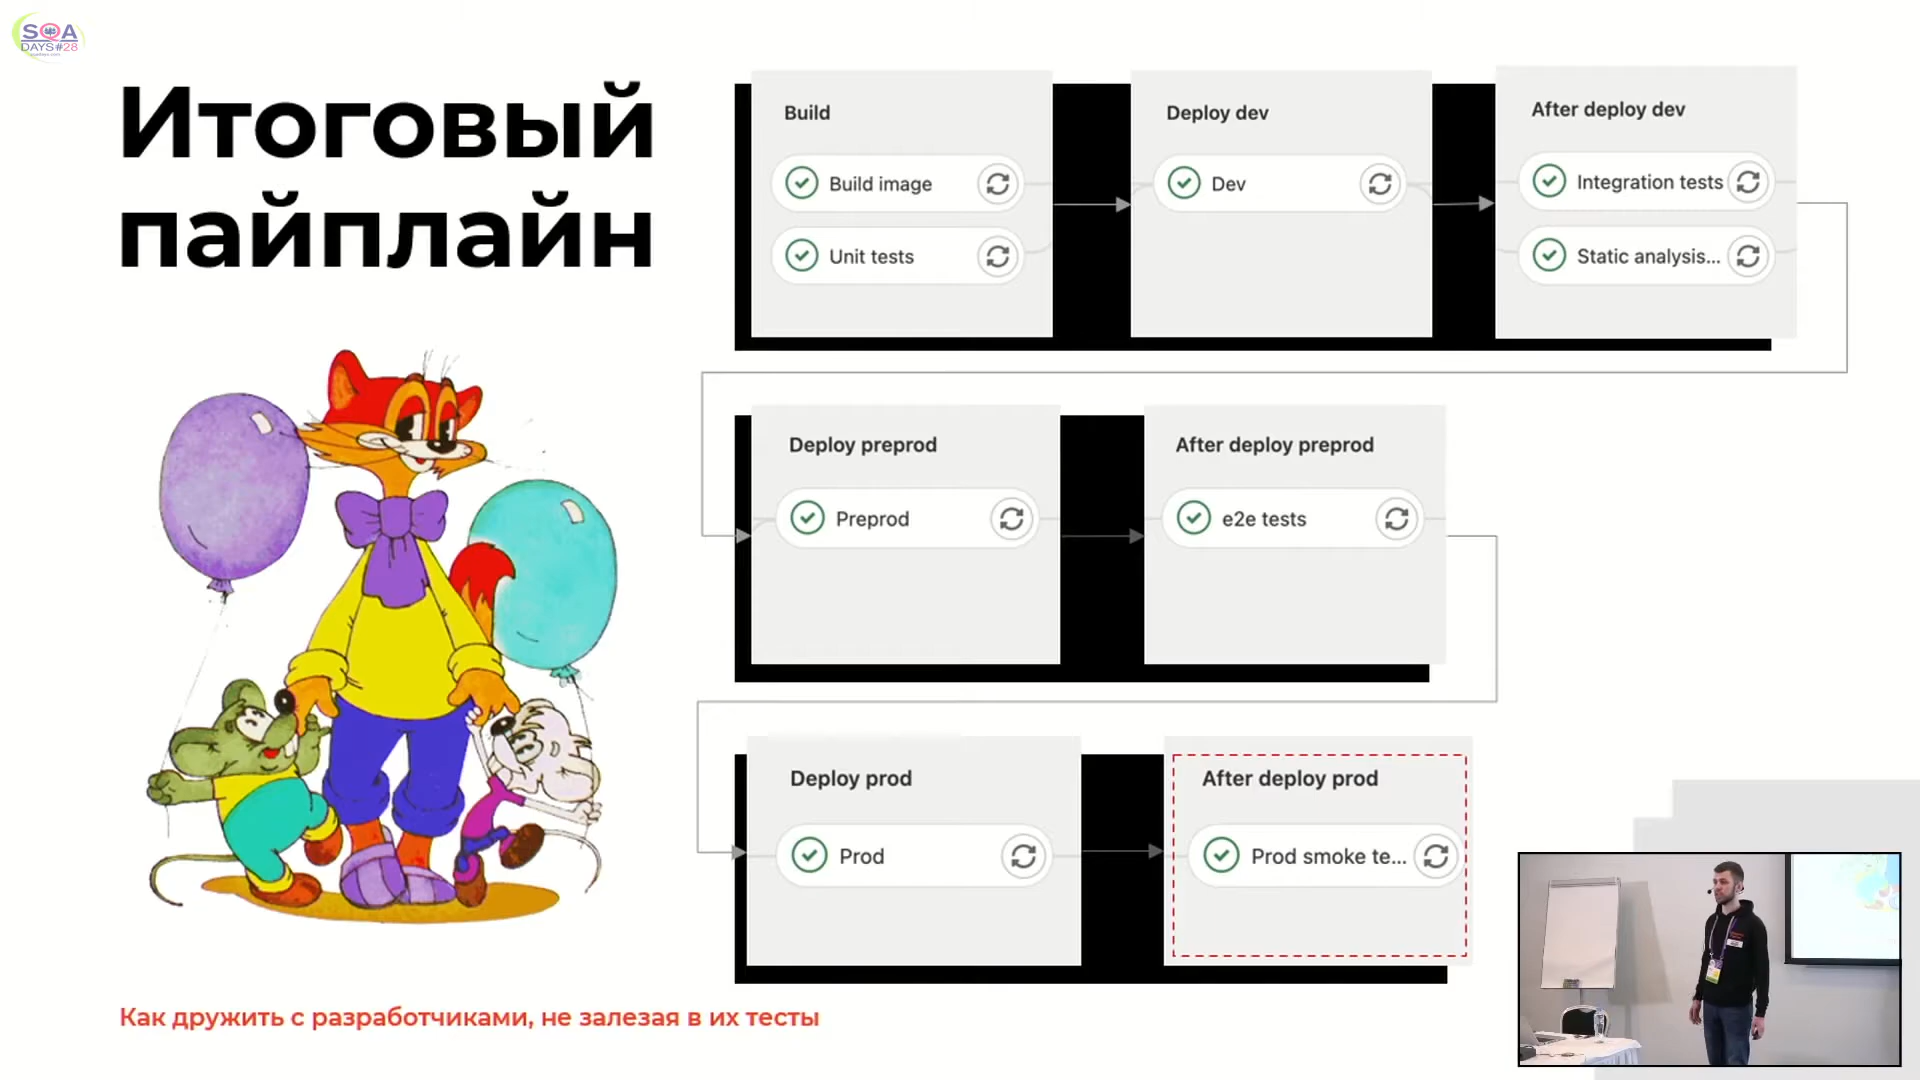 SQA
DAYS#28
Итоговый
пайплайн
Build
Build image
Unit tests
Deploy dev
Dev
After deploy dev
Integration tests
Static analysis...
Deploy preprod
Preprod
After deploy preprod
e2e tests
Deploy prod
Prod
After deploy prod
Prod smoke te...
Как дружить с разработчиками, не залезая в их тесты